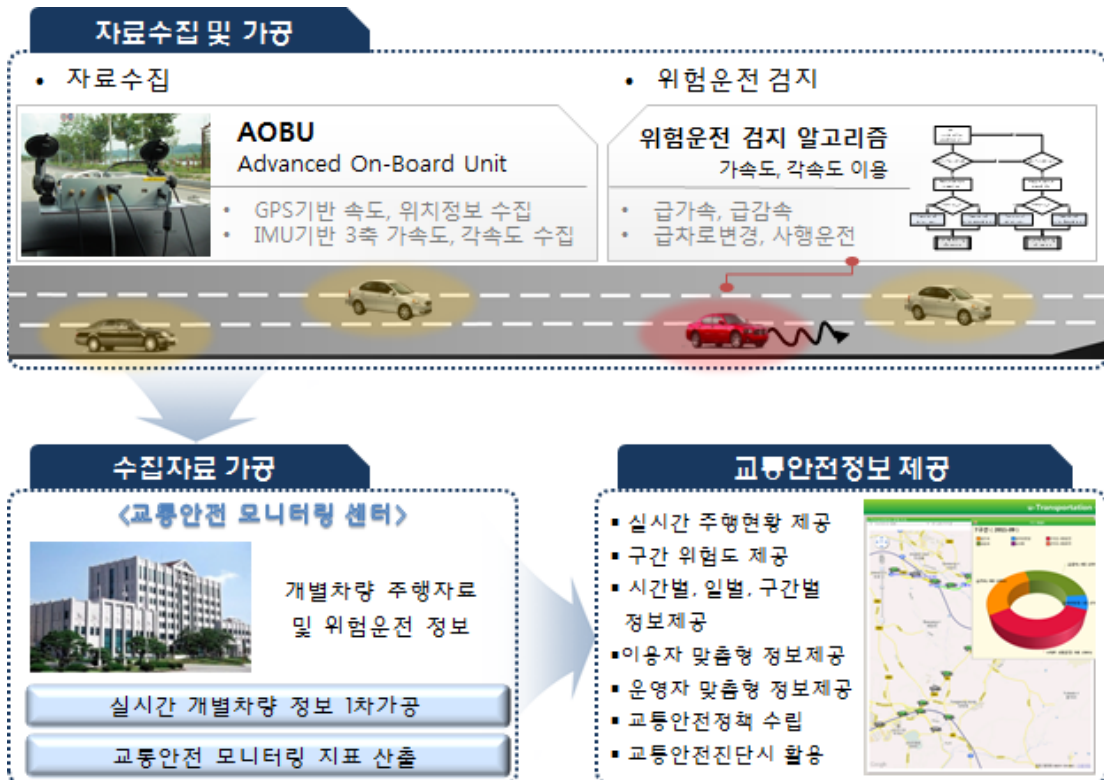 자료수집 및 가공
• 자료수집
AOBU
Advanced On-Board Unit
• GPS기반 속도, 위치정보 수집
• IMU기반 3축 가속도, 각속도 수집
• 위험운전 검지
위험운전 검지 알고리즘
가속도, 각속도 이용
• 급가속, 급감속
• 급차로변경, 사행운전
수집자료 가공
<교통안전 모니터링 센터>
개별차량 주행자료
및 위험운전 정보
실시간 개별차량 정보 1차가공
교통안전 모니터링 지표 산출
교통안전정보 제공
▪ 실시간 주행현황 제공
▪ 구간 위험도 제공
▪ 시간별, 일별, 구간별
정보제공
▪이용자 맞춤형 정보제공
▪ 운영자 맞춤형 정보제공
▪ 교통안전정책 수립
▪ 교통안전진단시 활용
u-Transportation